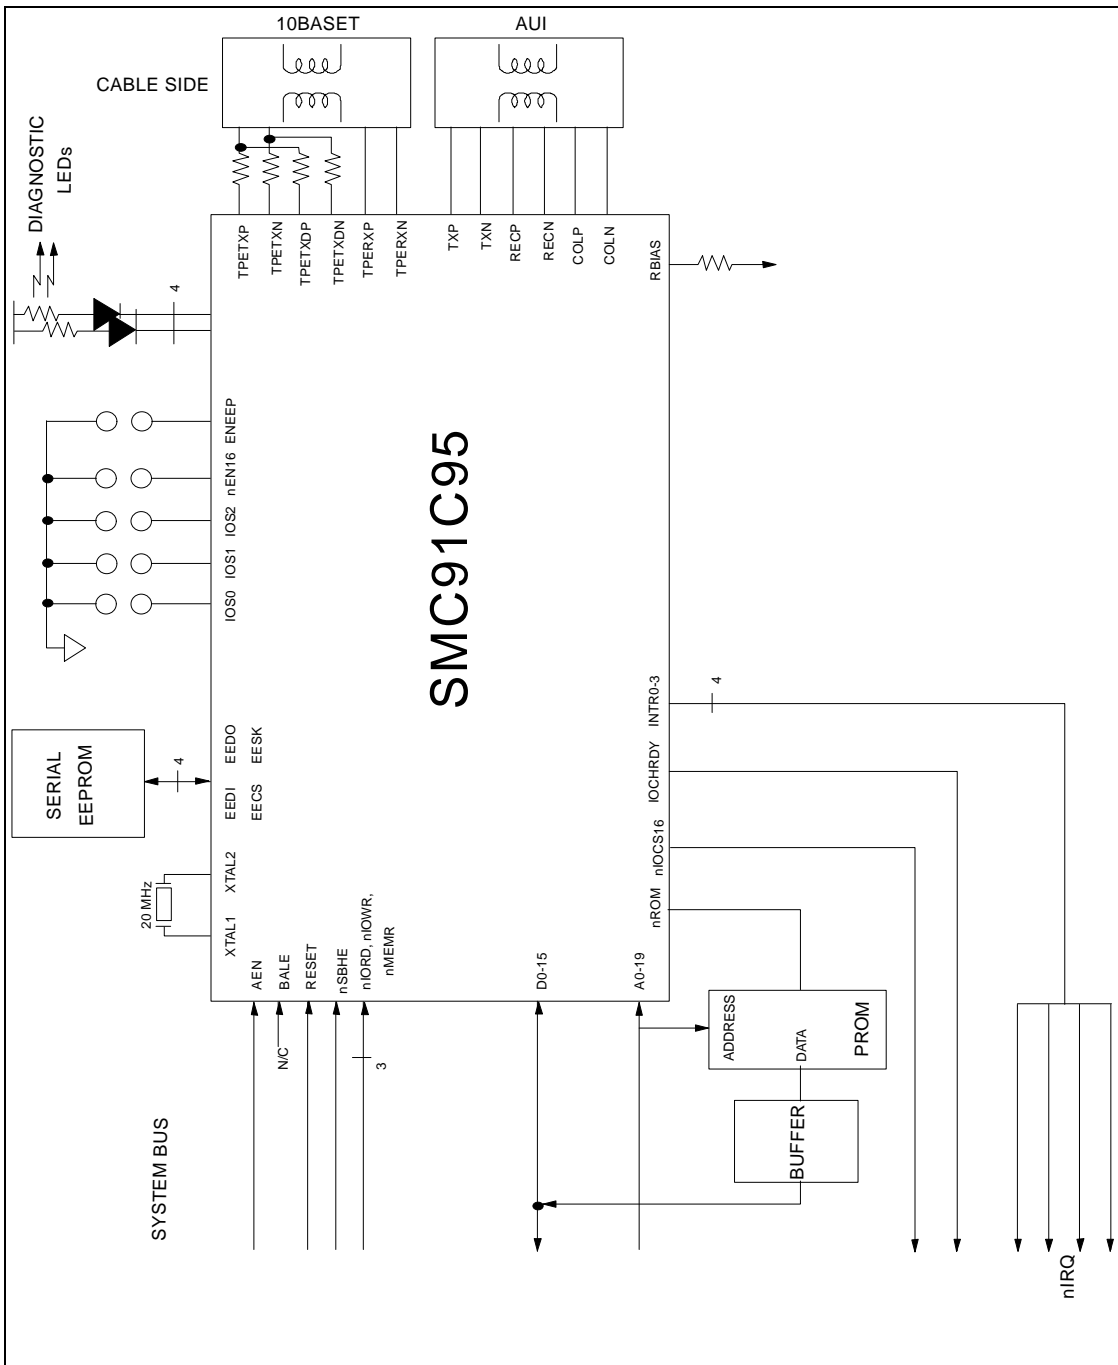 10BASET
AUI
CABLE SIDE
DIAGNOSTIC
LEDs
TPETXP
TPETXN
TPETXDP
TPETXDN
TPERXP
TPERXN
TXP
TXN
RECP
RECN
COLP
COLN
RBIAS
4
ENEEP
nEN16
IOS2
IOS1
IOS0
SMC91C95
SERIAL
EEPROM
4
EEDO
EESK
EEDI
EECS
20 MHz
XTAL2
XTAL1
INTR0-3
4
IOCHRDY
nIOCS16
nROM
AEN
BALE
RESET
nSBHE
nIORD, nIOWR,
nMEMR
D0-15
A0-19
N/C
3
ADDRESS
DATA
PROM
BUFFER
SYSTEM BUS
nIRQ